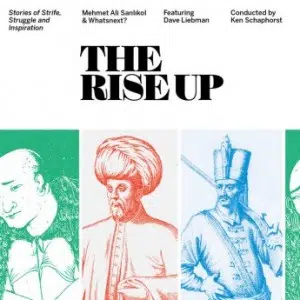 Stories of Strife,
Struggle and
Inspiration
Mehmet Ali Sanlıkol
& Whatsnext?
Featuring
Dave Liebman
Conducted by
Ken Schaphorst
THE
RISE UP